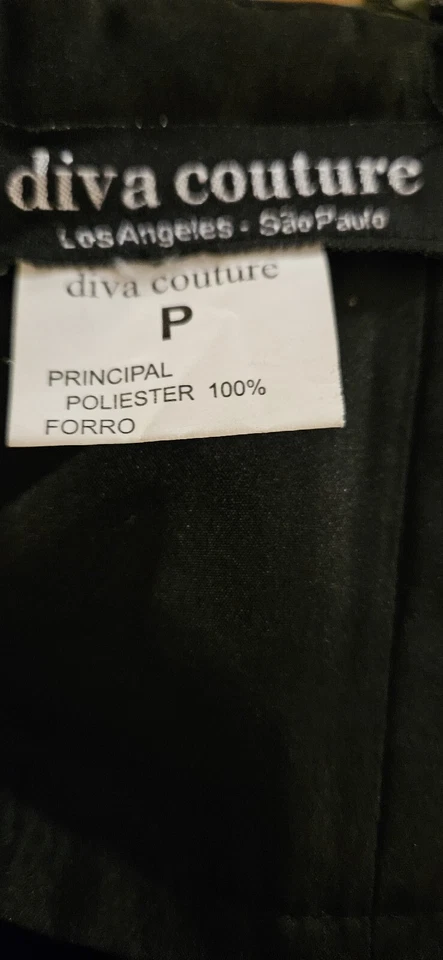 diva couture
Los Angeles - São Paulo
diva couture
P
PRINCIPAL
POLIESTER 100%
FORRO